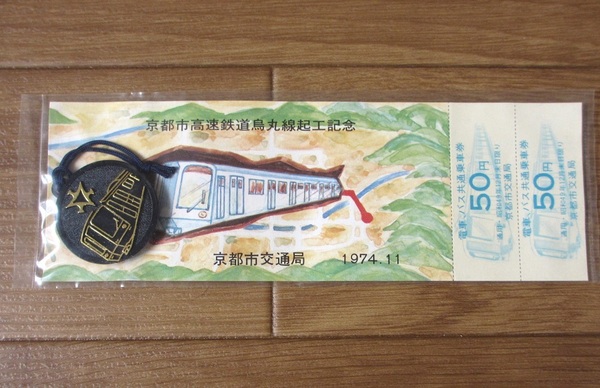 京都市高速鉄道烏丸線起工記念
京都市交通局　1974.11
電車・バス共通乗車券
50円
京都市交通局
電車・バス共通乗車券
50円
京都市交通局